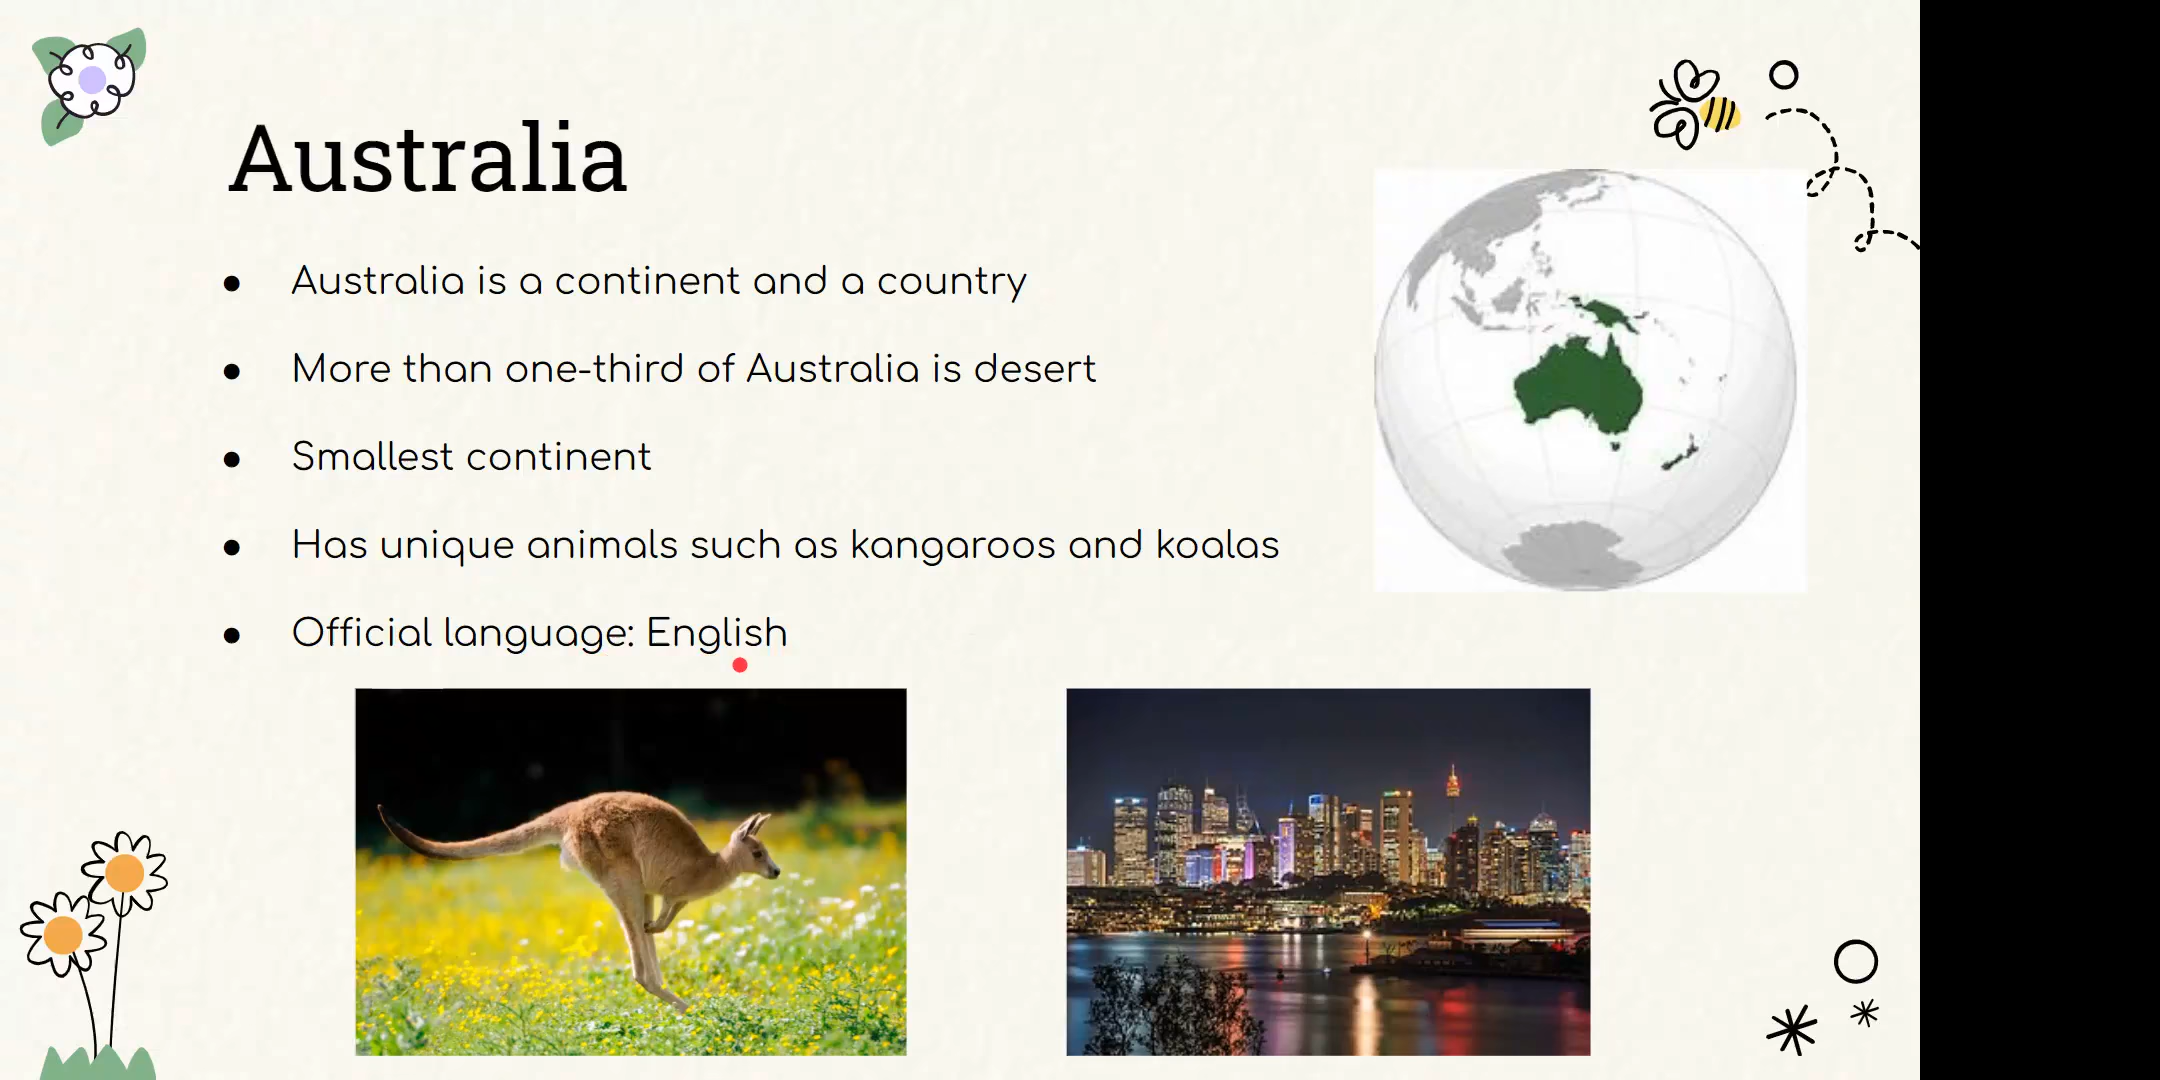 Australia
● Australia is a continent and a country
● More than one-third of Australia is desert
● Smallest continent
● Has unique animals such as kangaroos and koalas
● Official language: English